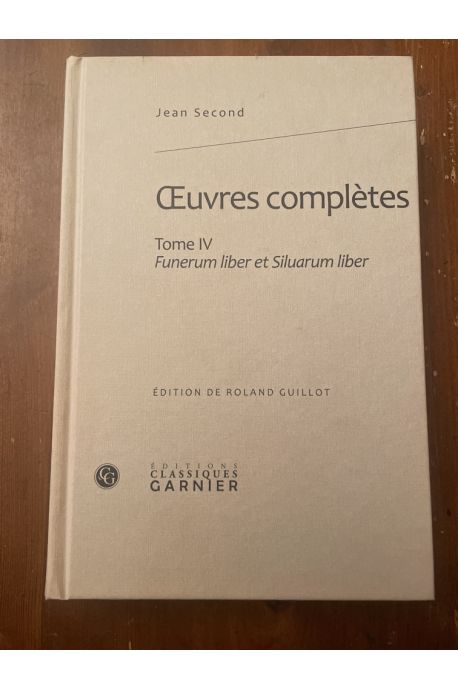 Jean Second
Œuvres complètes
Tome IV
Funerum liber et Siluarum liber
ÉDITION DE ROLAND GUILLOT
CG
ÉDITIONS
CLASSIQUES
GARNIER